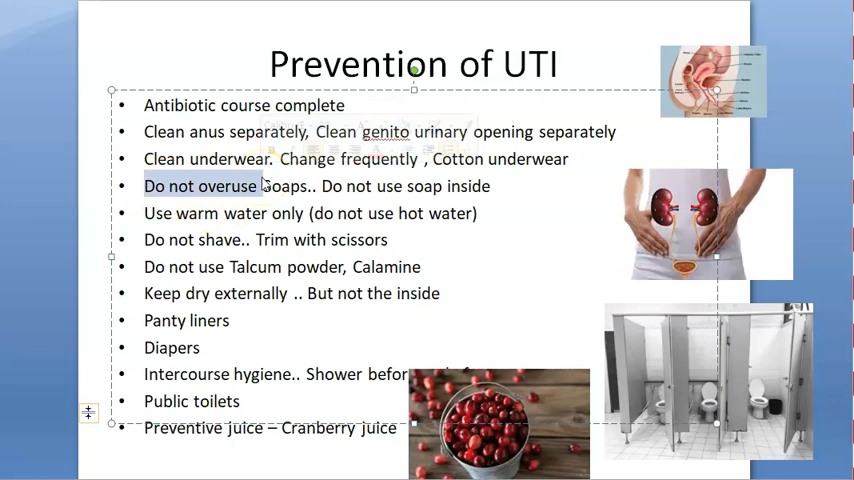 Prevention of UTI
• Antibiotic course complete
• Clean anus separately, Clean genito urinary opening separately
• Clean underwear. Change frequently , Cotton underwear
• Do not overuse Soaps.. Do not use soap inside
• Use warm water only (do not use hot water)
• Do not shave.. Trim with scissors
• Do not use Talcum powder, Calamine
• Keep dry externally .. But not the inside
• Panty liners
• Diapers
• Intercourse hygiene.. Shower before
• Public toilets
• Preventive juice – Cranberry juice